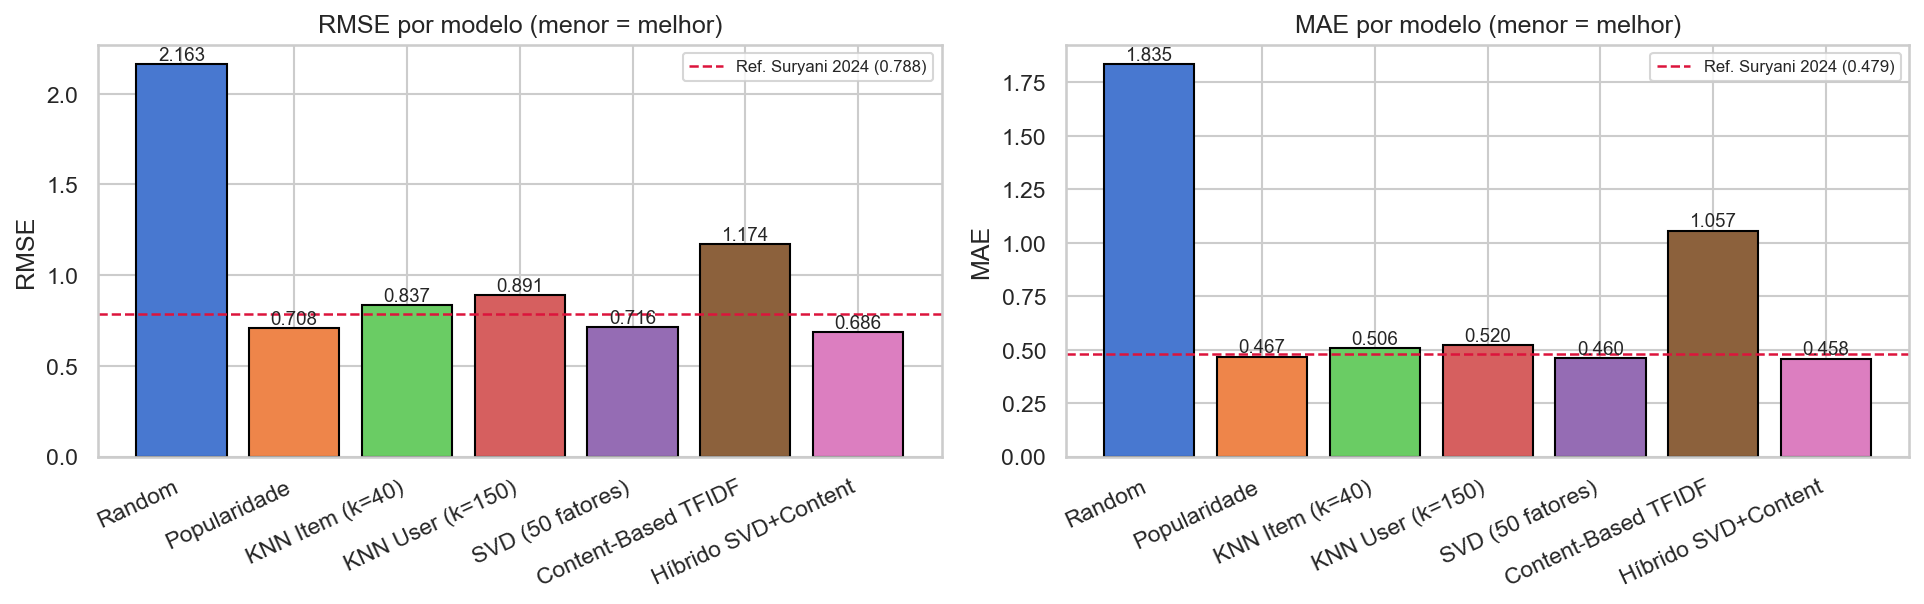 RMSE por modelo (menor = melhor)
Ref. Suryani 2024 (0.788)
RMSE
2.0
1.5
1.0
0.5
0.0
2.163
0.708
0.837
0.891
0.716
1.174
0.686
Random
Popularidade
KNN Item (k=40)
KNN User (k=150)
SVD (50 fatores)
Content-Based TFIDF
Híbrido SVD+Content
MAE por modelo (menor = melhor)
Ref. Suryani 2024 (0.479)
MAE
1.75
1.50
1.25
1.00
0.75
0.50
0.25
0.00
1.835
0.467
0.506
0.520
0.460
1.057
0.458
Random
Popularidade
KNN Item (k=40)
KNN User (k=150)
SVD (50 fatores)
Content-Based TFIDF
Híbrido SVD+Content